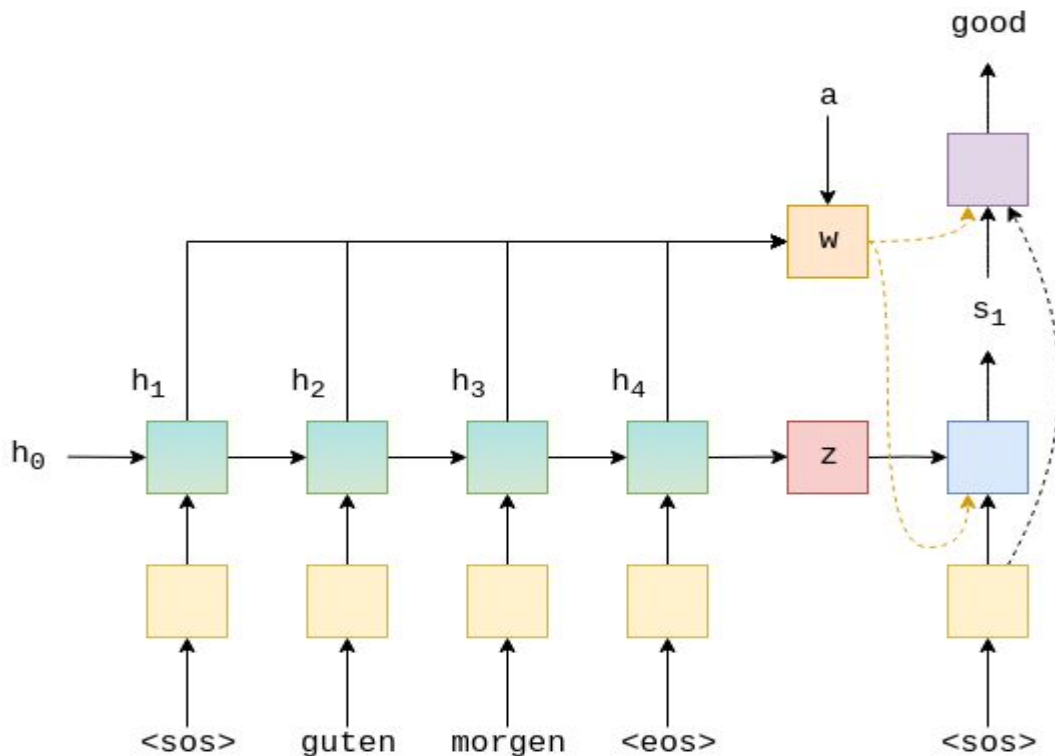 good
a
w
s₁
h₁ h₂ h₃ h₄
h₀ z
<sos> guten morgen <eos> <sos>